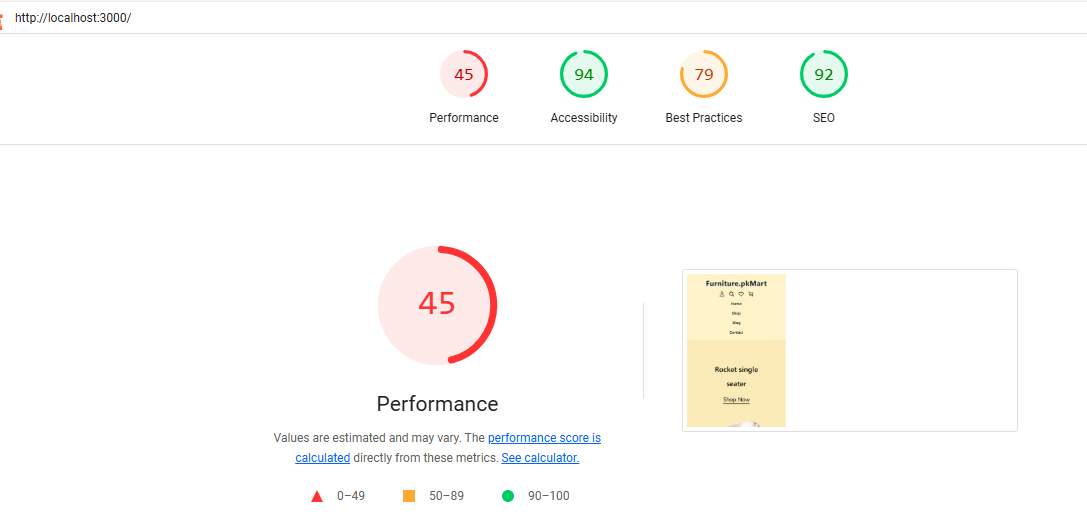 http://localhost:3000/
45
94
79
92
Performance
Accessibility
Best Practices
SEO
45
Performance
Values are estimated and may vary. The performance score is
calculated directly from these metrics. See calculator.
0–49
50–89
90–100
Furniture.pkMart
Home
Shop
Blog
Contact
Rocket single
seater
Shop Now